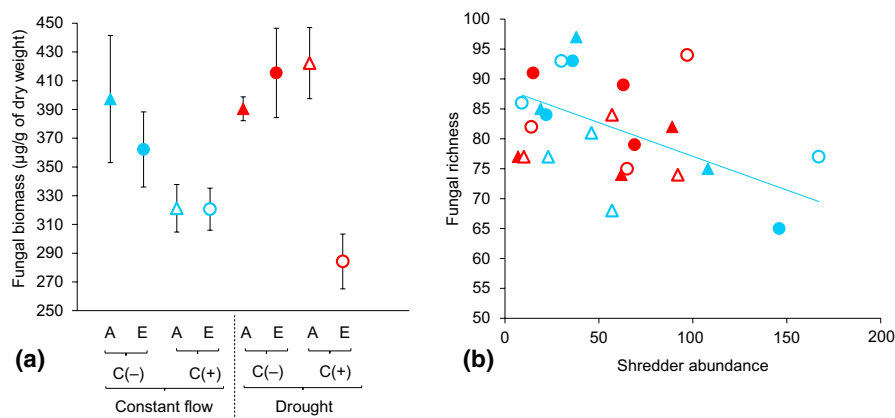 Fungal biomass (µg/g of dry weight)
450
430
410
390
370
350
330
310
290
270
250
A E A E A E A E
C(–) C(+) C(–) C(+)
Constant flow Drought
(a)
Fungal richness
100
95
90
85
80
75
70
65
60
0 50 100 150 200
Shredder abundance
(b)